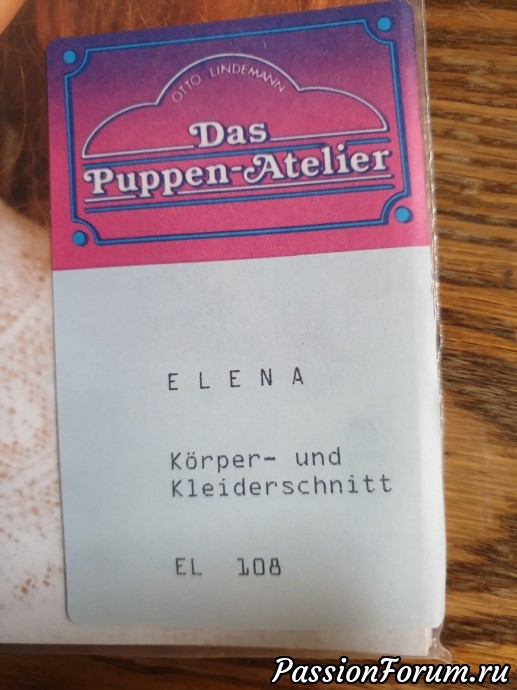 OTTO LINDEMANN
Das
Puppen-Atelier
E L E N A
Körper- und
Kleiderschnitt
EL 108
PassionForum.ru